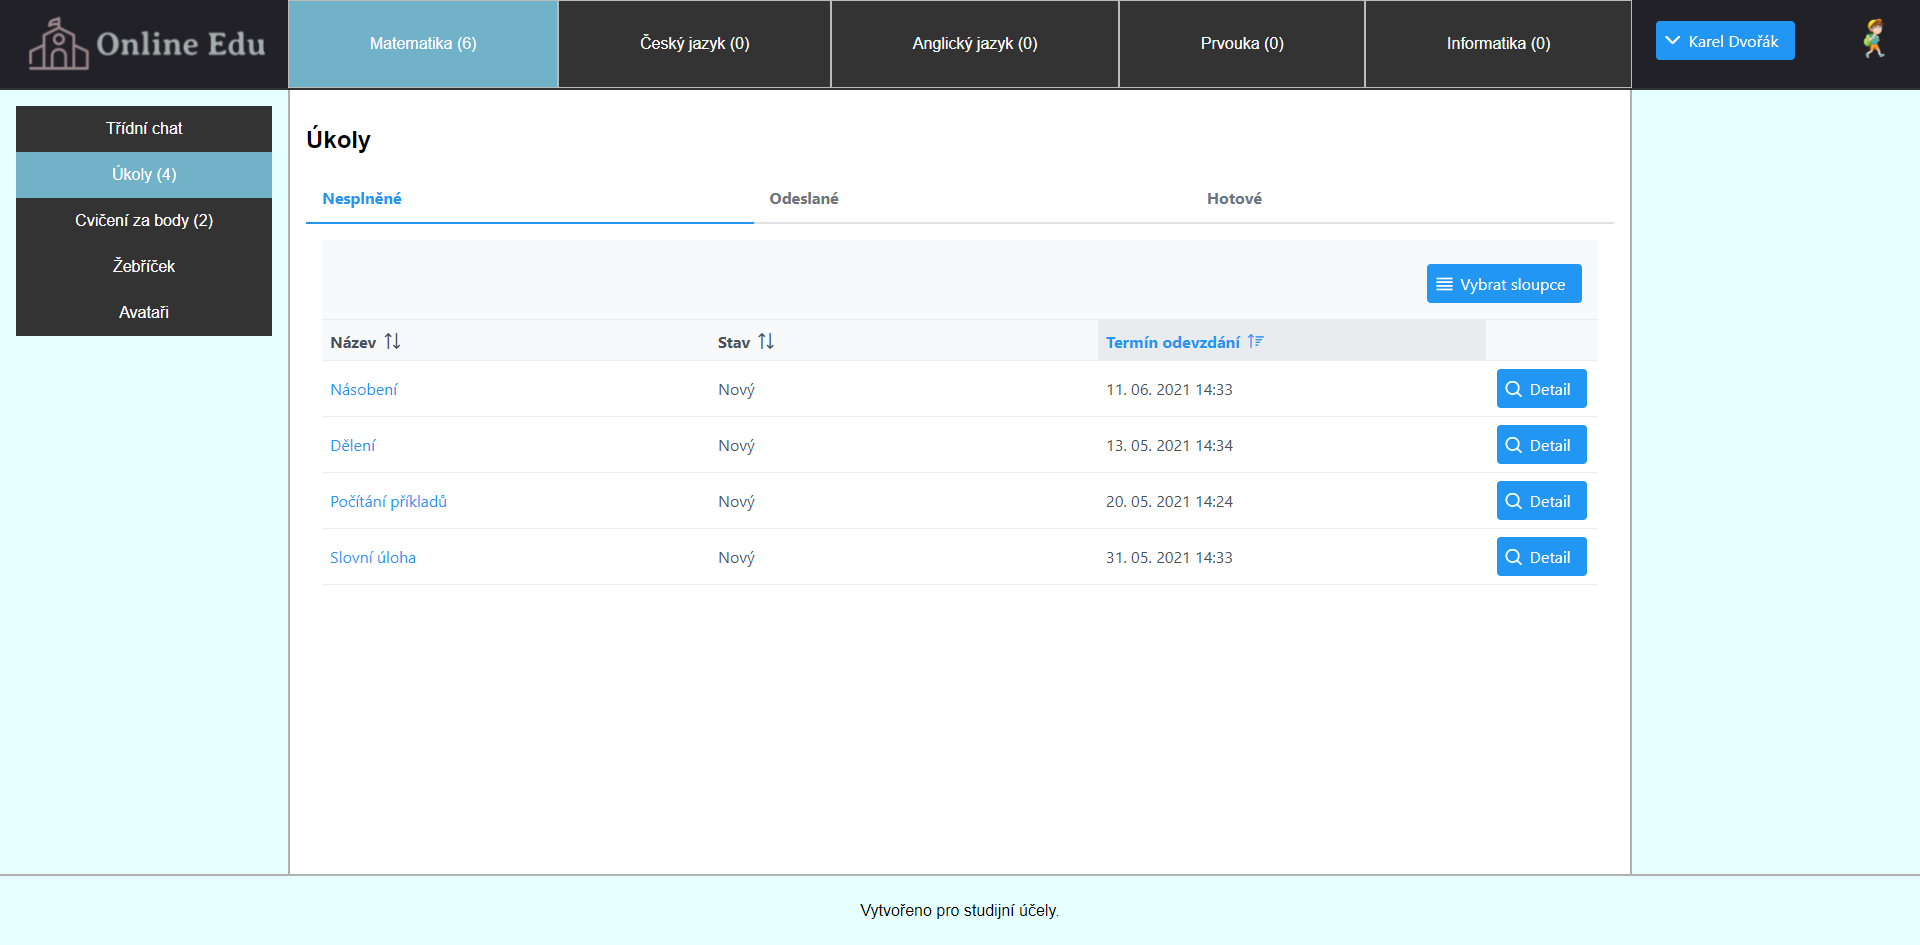 Online Edu
Matematika (6)
Český jazyk (0)
Anglický jazyk (0)
Prvouka (0)
Informatika (0)
Karel Dvořák
Třídní chat
Úkoly (4)
Cvičení za body (2)
Žebříček
Avataři
Úkoly
Nesplněné
Odeslané
Hotové
Vybrat sloupce
Název
Stav
Termín odevzdání
Násobení
Nový
11. 06. 2021 14:33
Detail
Dělení
Nový
13. 05. 2021 14:34
Detail
Počítání příkladů
Nový
20. 05. 2021 14:24
Detail
Slovní úloha
Nový
31. 05. 2021 14:33
Detail
Vytvořeno pro studijní účely.